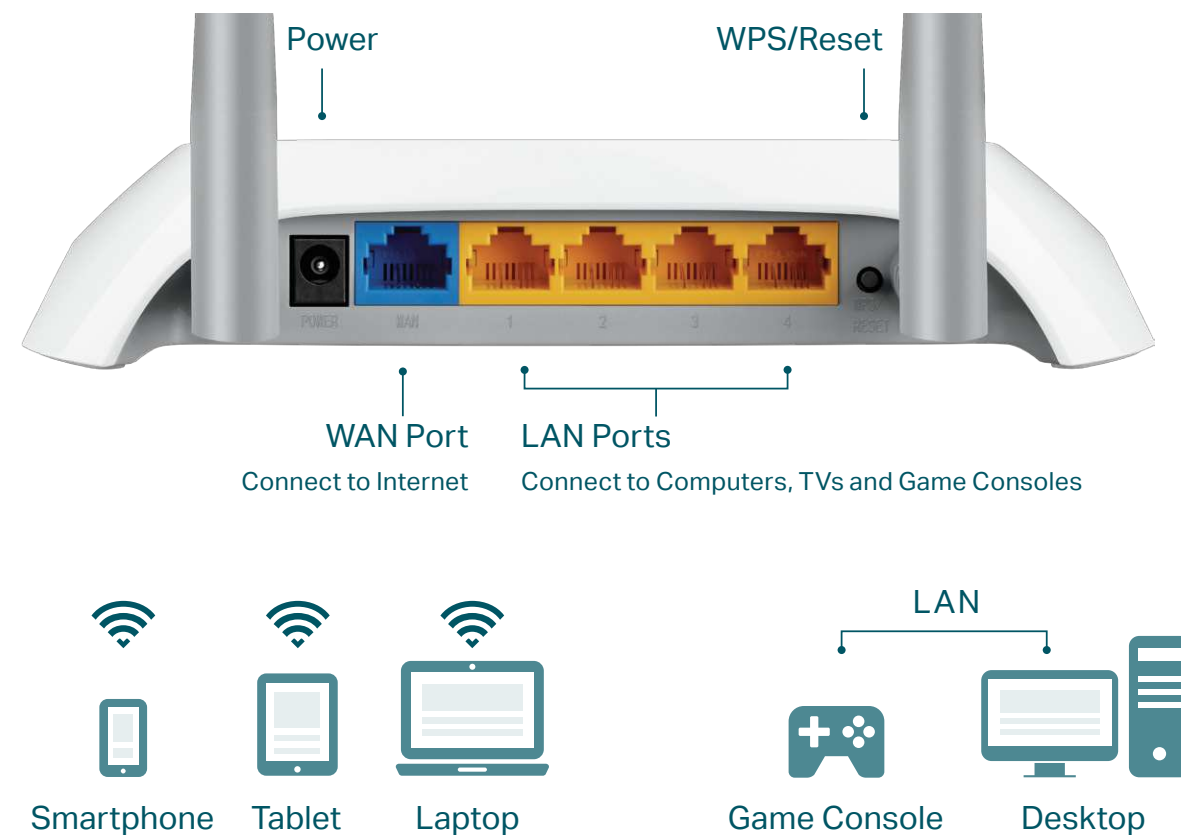 Power
WPS/Reset
POWER
WAN
1
2
3
4
WPS/
RESET
WAN Port
Connect to Internet
LAN Ports
Connect to Computers, TVs and Game Consoles
LAN
Smartphone
Tablet
Laptop
Game Console
Desktop